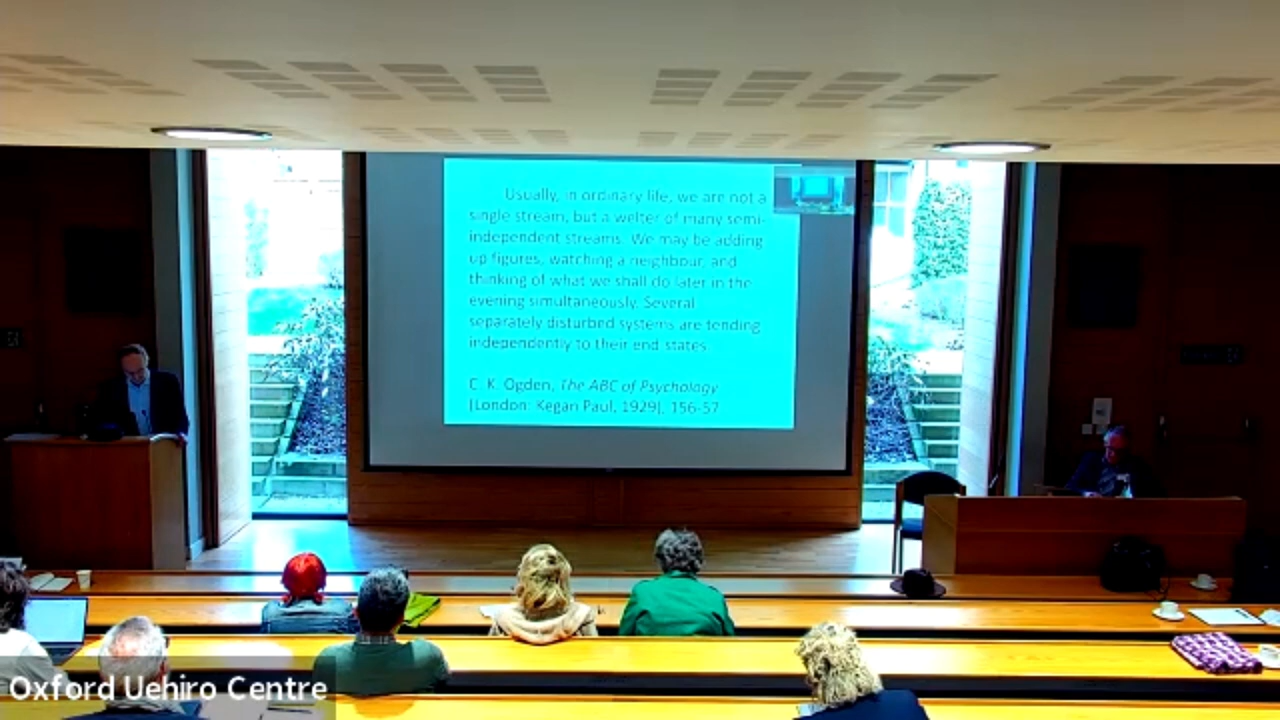 Usually, in ordinary life, we are not a
single stream, but a welter of many semi-
independent streams. We may be adding
up figures, watching a neighbour, and
thinking of what we shall do later in the
evening simultaneously. Several
separately disturbed systems are tending
independently to their end states.
C. K. Ogden, The ABC of Psychology
(London: Kegan Paul, 1929), 156-57
Oxford Uehiro Centre